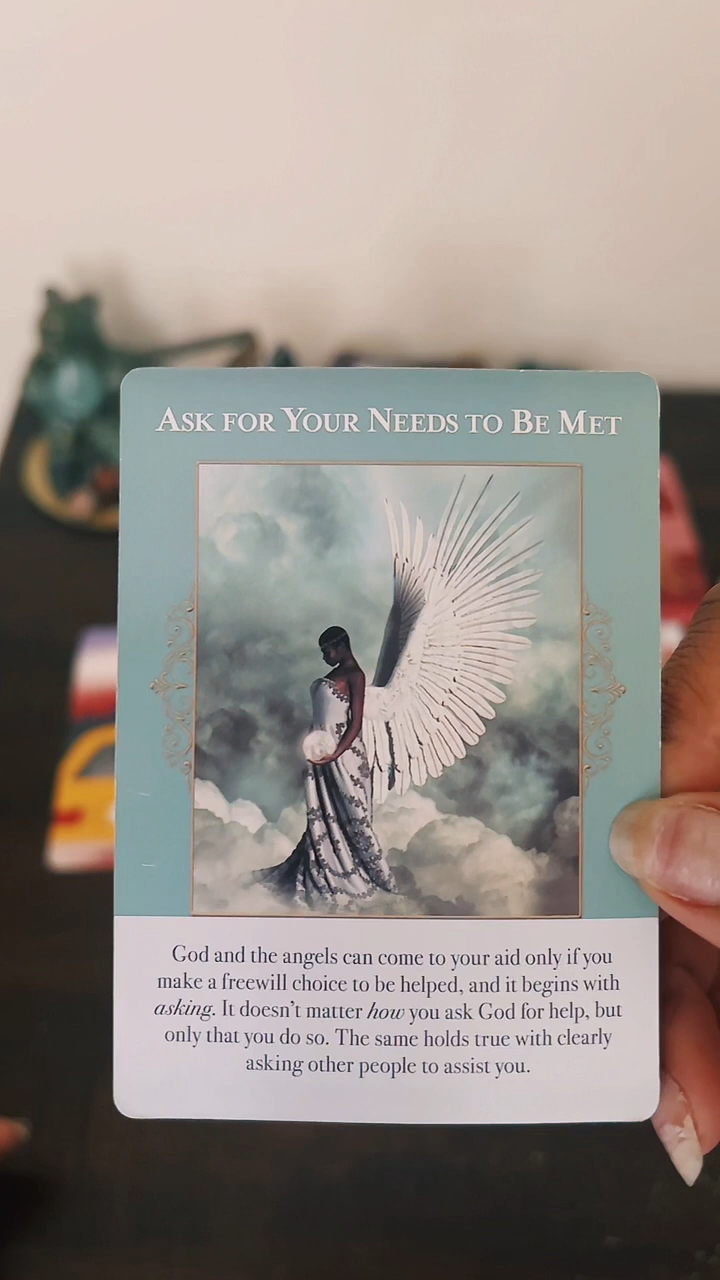 ASK FOR YOUR NEEDS TO BE MET
God and the angels can come to your aid only if you
make a freewill choice to be helped, and it begins with
asking. It doesn't matter how you ask God for help, but
only that you do so. The same holds true with clearly
asking other people to assist you.